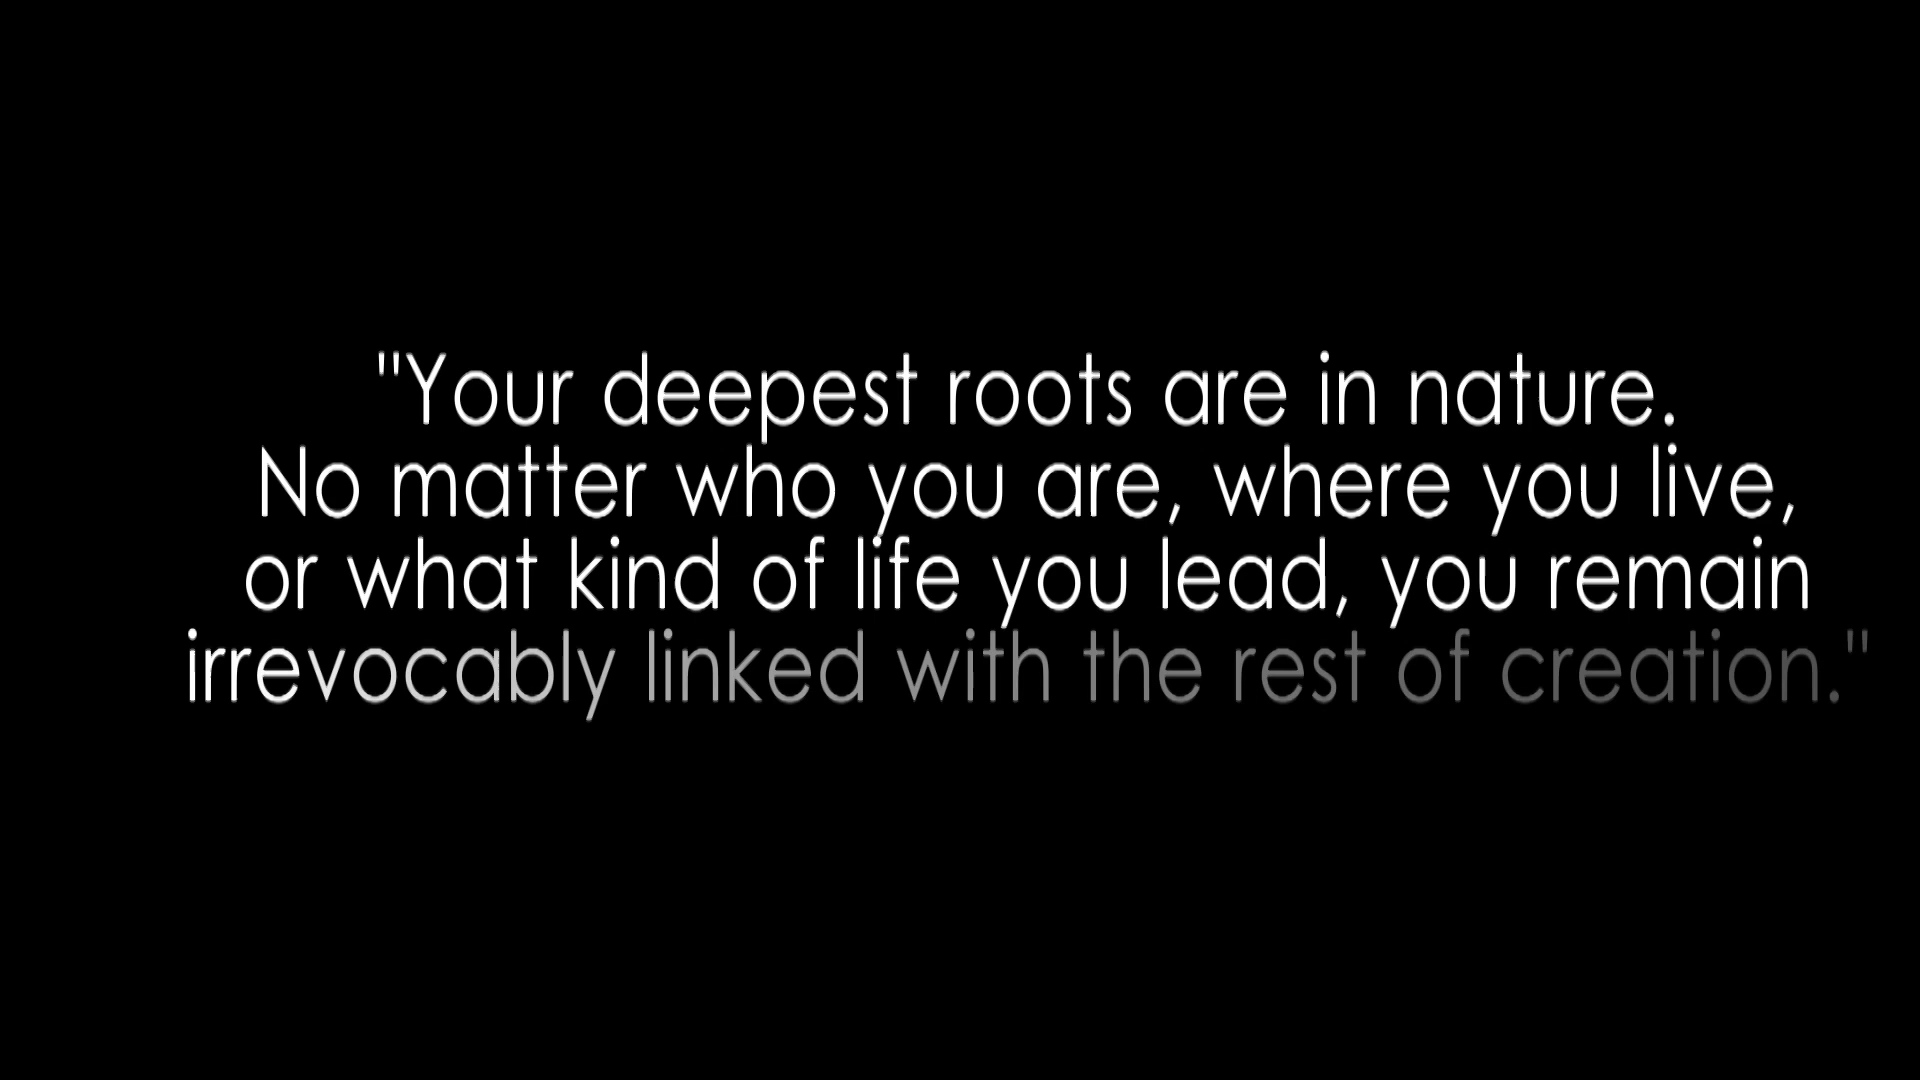 "Your deepest roots are in nature.
No matter who you are, where you live,
or what kind of life you lead, you remain
irrevocably linked with the rest of creation."